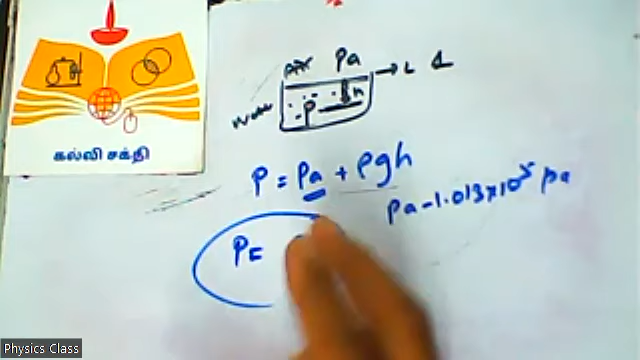 கல்வி சக்தி
Pa
h
P
P = Pa + ρgh
Pa - 1.013 x 10⁵ Pa
P =
Physics Class